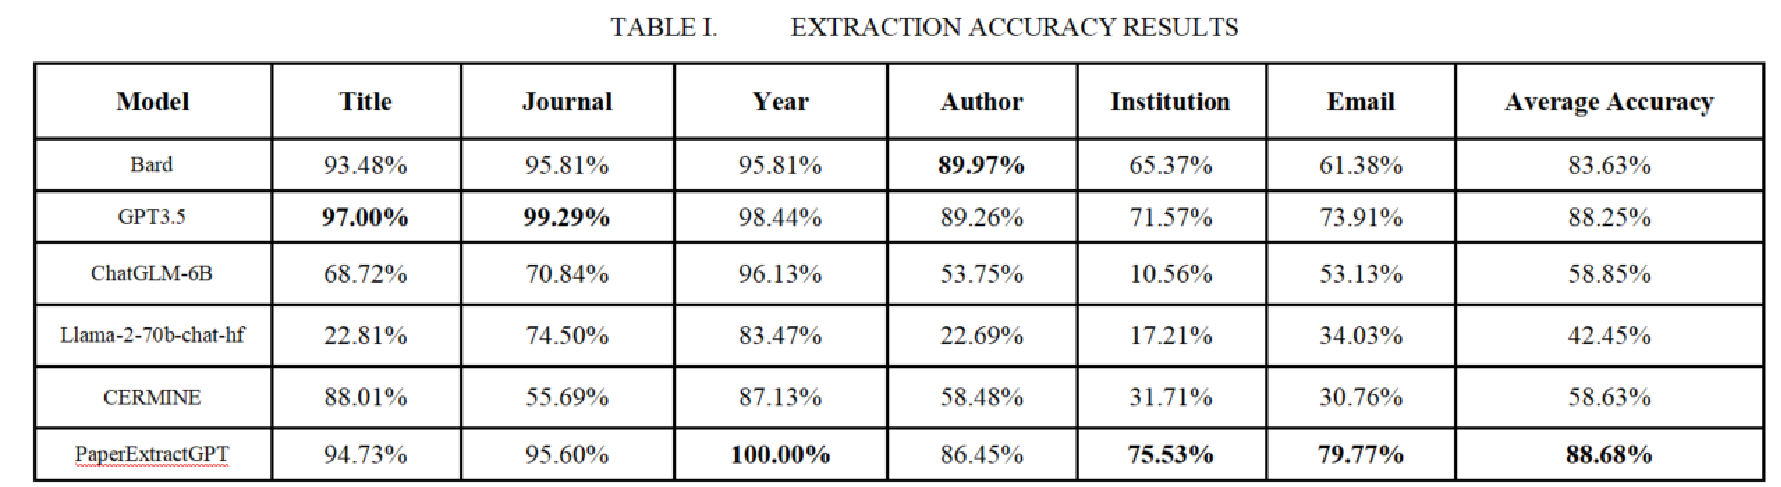 TABLE I. EXTRACTION ACCURACY RESULTS
Model Title Journal Year Author Institution Email Average Accuracy
Bard 93.48% 95.81% 95.81% 89.97% 65.37% 61.38% 83.63%
GPT3.5 97.00% 99.29% 98.44% 89.26% 71.57% 73.91% 88.25%
ChatGLM-6B 68.72% 70.84% 96.13% 53.75% 10.56% 53.13% 58.85%
Llama-2-70b-chat-hf 22.81% 74.50% 83.47% 22.69% 17.21% 34.03% 42.45%
CERMINE 88.01% 55.69% 87.13% 58.48% 31.71% 30.76% 58.63%
PaperExtractGPT 94.73% 95.60% 100.00% 86.45% 75.53% 79.77% 88.68%